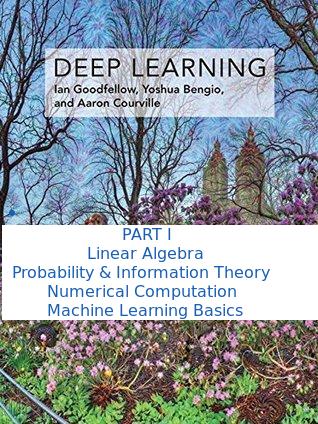 DEEP LEARNING
Ian Goodfellow, Yoshua Bengio,
and Aaron Courville
PART I
Linear Algebra
Probability & Information Theory
Numerical Computation
Machine Learning Basics